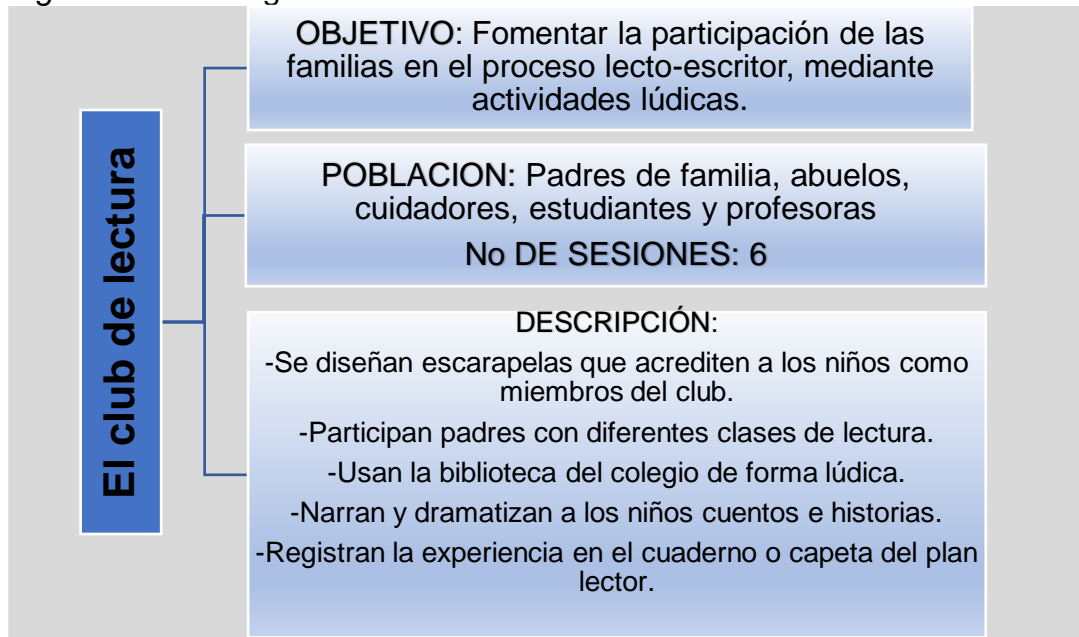 El club de lectura
OBJETIVO: Fomentar la participación de las
familias en el proceso lecto-escritor, mediante
actividades lúdicas.
POBLACION: Padres de familia, abuelos,
cuidadores, estudiantes y profesoras
No DE SESIONES: 6
DESCRIPCIÓN:
-Se diseñan escarapelas que acrediten a los niños como
miembros del club.
-Participan padres con diferentes clases de lectura.
-Usan la biblioteca del colegio de forma lúdica.
-Narran y dramatizan a los niños cuentos e historias.
-Registran la experiencia en el cuaderno o capeta del plan
lector.